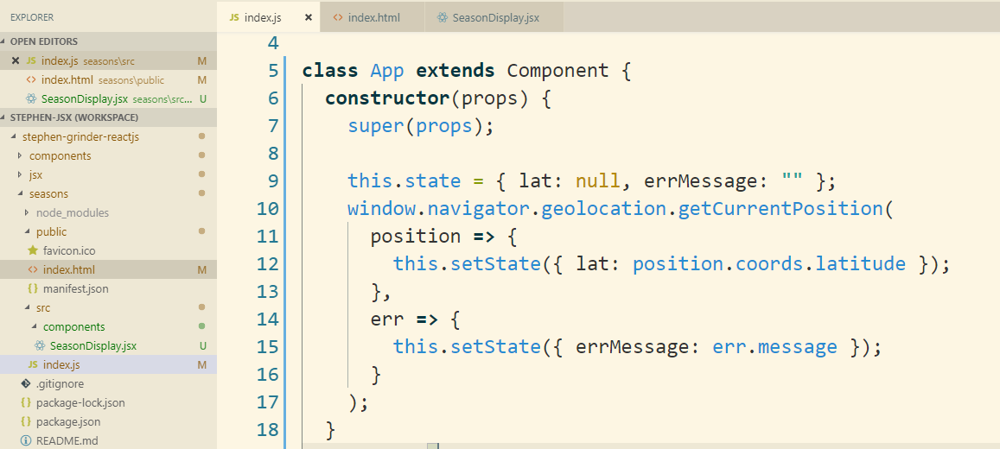 EXPLORER
OPEN EDITORS
JS index.js seasons\src M
<> index.html seasons\public M
SeasonDisplay.jsx seasons\src... U
STEPHEN-JSX (WORKSPACE)
stephen-grinder-reactjs
components
jsx
seasons
node_modules
public
favicon.ico
<> index.html M
{} manifest.json
src
components
SeasonDisplay.jsx U
JS index.js M
.gitignore
{} package-lock.json
{} package.json
README.md
JS index.js × <> index.html SeasonDisplay.jsx
4
5 class App extends Component {
6 constructor(props) {
7 super(props);
8
9 this.state = { lat: null, errMessage: "" };
10 window.navigator.geolocation.getCurrentPosition(
11 position => {
12 this.setState({ lat: position.coords.latitude });
13 },
14 err => {
15 this.setState({ errMessage: err.message });
16 }
17 );
18 }